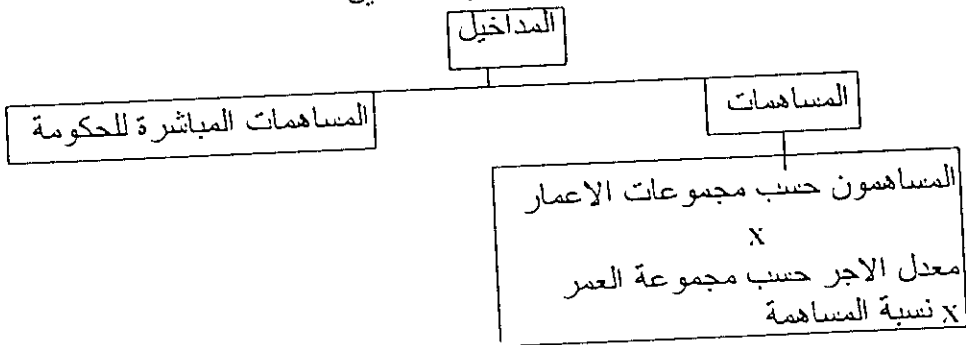 المداخيل
المساهمات
المساهمات المباشرة للحكومة
المساهمون حسب مجموعات الاعمار
x
معدل الاجر حسب مجموعة العمر
x نسبة المساهمة